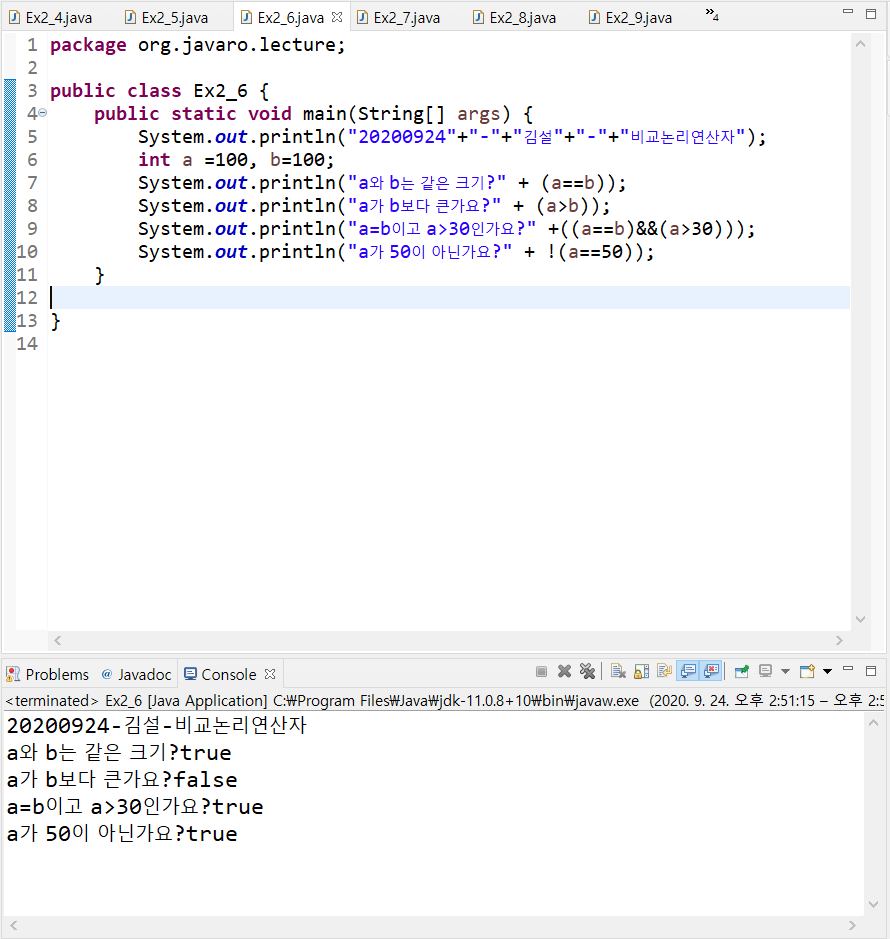 Ex2_4.java Ex2_5.java Ex2_6.java Ex2_7.java Ex2_8.java Ex2_9.java »4
1 package org.javaro.lecture;
2
3 public class Ex2_6 {
4 public static void main(String[] args) {
5 System.out.println("20200924"+"-"+"김설"+"-"+"비교논리연산자");
6 int a =100, b=100;
7 System.out.println("a와 b는 같은 크기?" + (a==b));
8 System.out.println("a가 b보다 큰가요?" + (a>b));
9 System.out.println("a=b이고 a>30인가요?" +((a==b)&&(a>30)));
10 System.out.println("a가 50이 아닌가요?" + !(a==50));
11 }
12
13 }
14
Problems @ Javadoc Console
<terminated> Ex2_6 [Java Application] C:₩Program Files₩Java₩jdk-11.0.8+10₩bin₩javaw.exe (2020. 9. 24. 오후 2:51:15 – 오후 2:5
20200924-김설-비교논리연산자
a와 b는 같은 크기?true
a가 b보다 큰가요?false
a=b이고 a>30인가요?true
a가 50이 아닌가요?true